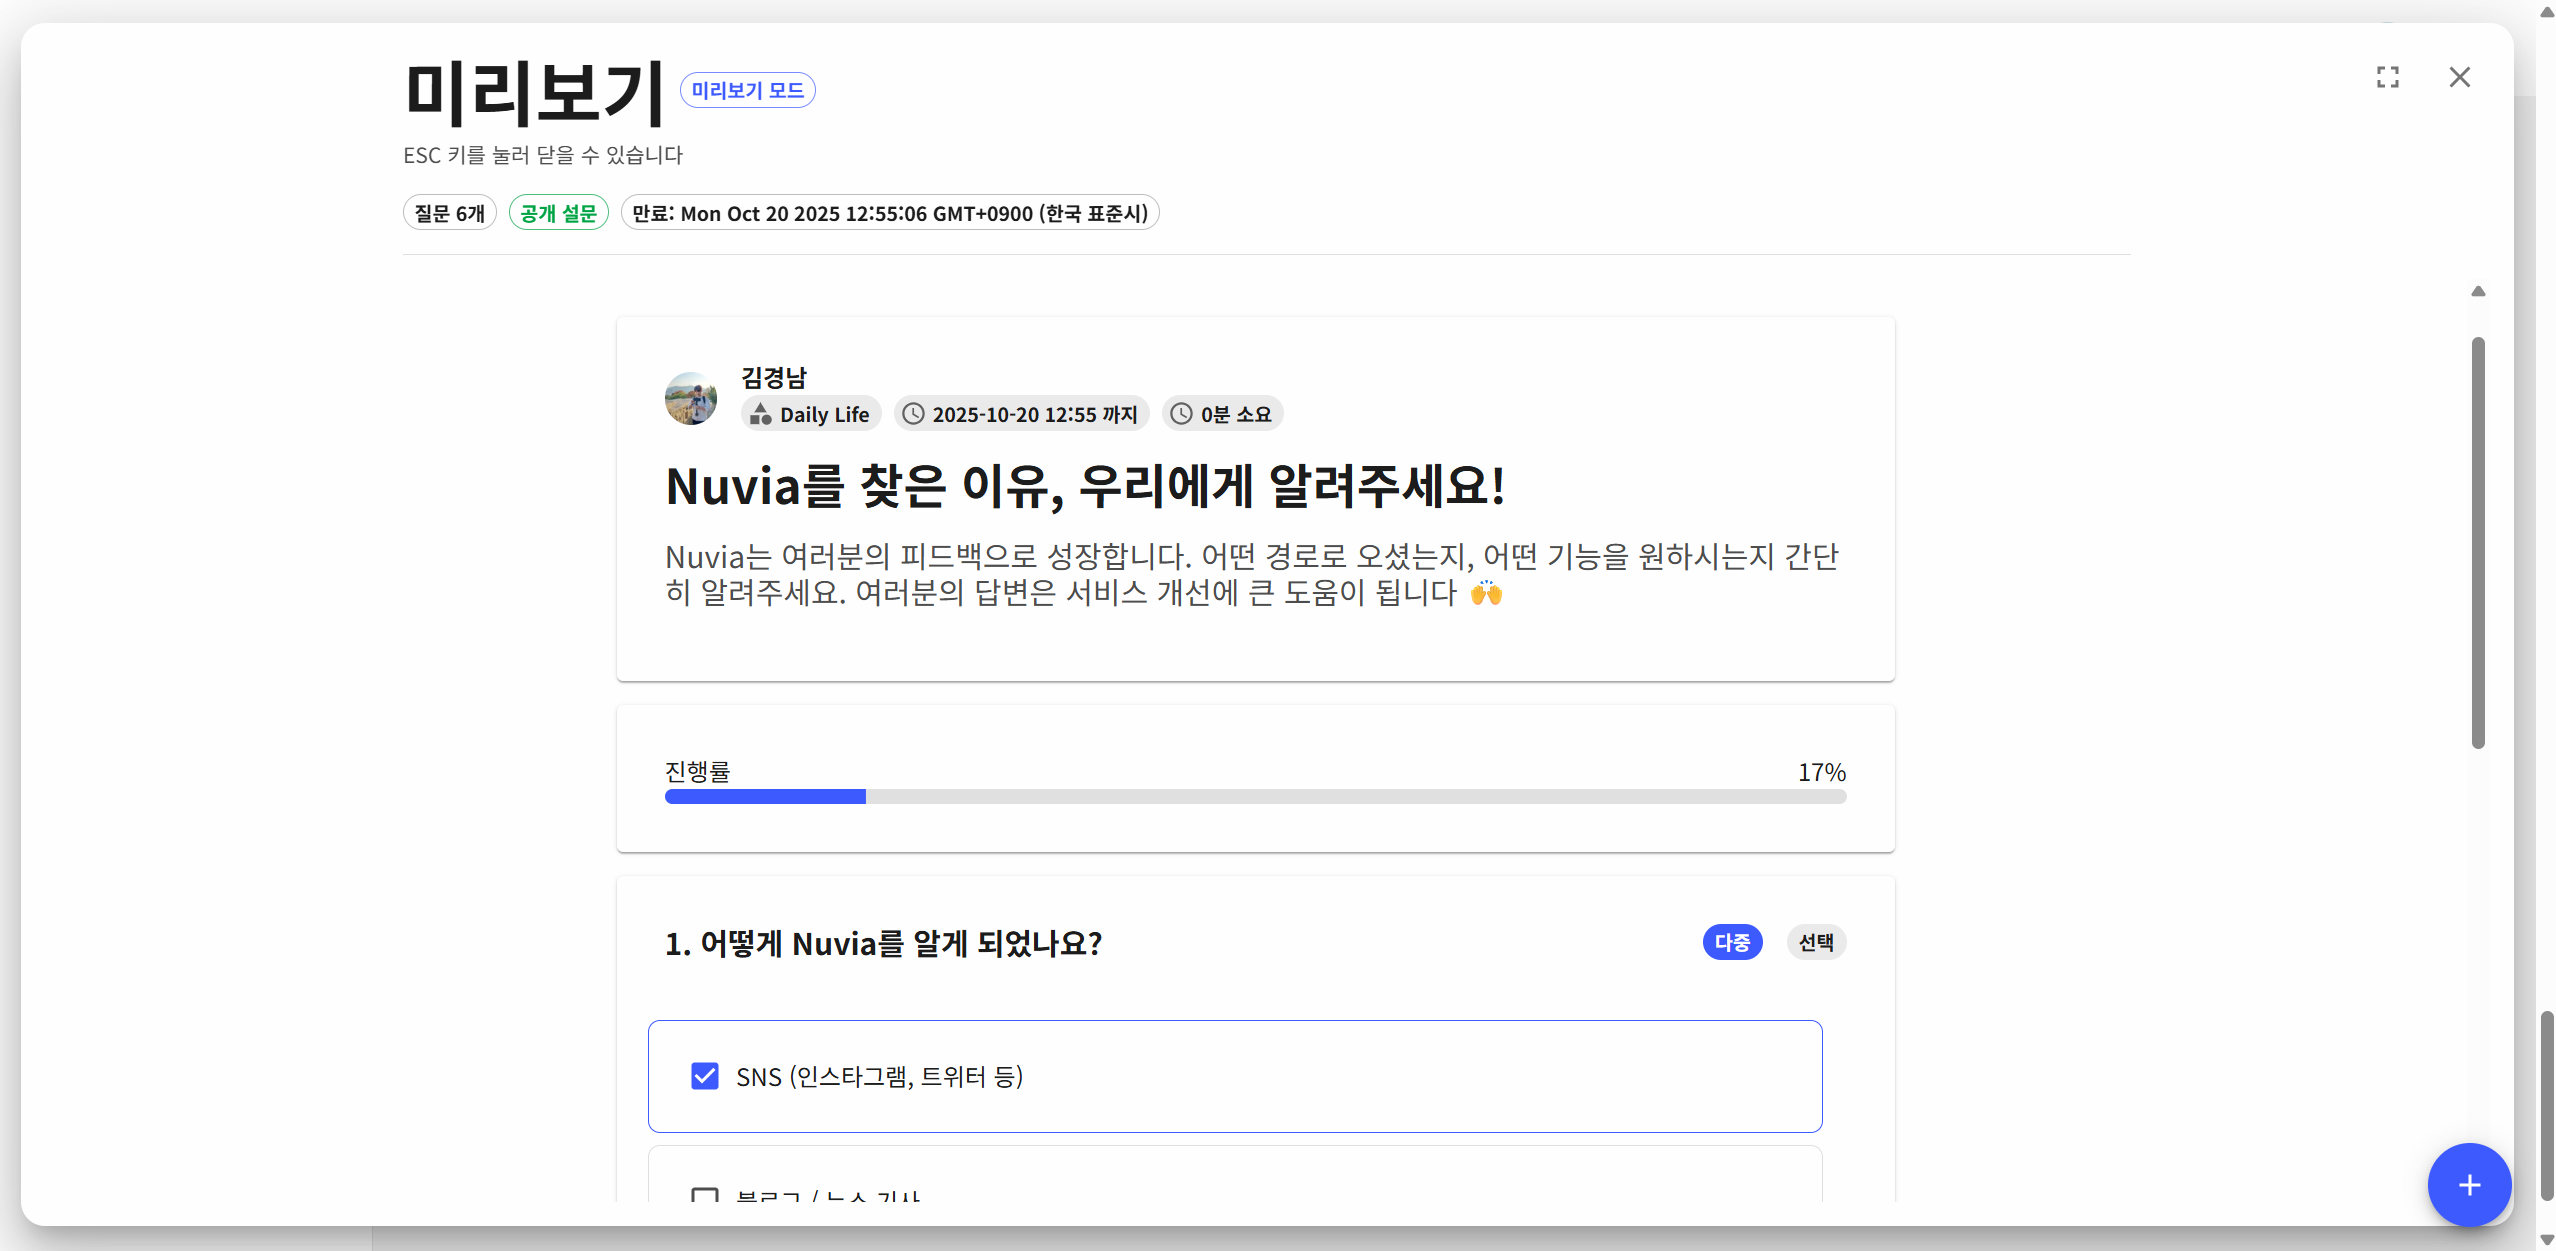 미리보기 미리보기 모드
ESC 키를 눌러 닫을 수 있습니다
질문 6개 공개 설문 만료: Mon Oct 20 2025 12:55:06 GMT+0900 (한국 표준시)
김경남
Daily Life 2025-10-20 12:55 까지 0분 소요
Nuvia를 찾은 이유, 우리에게 알려주세요!
Nuvia는 여러분의 피드백으로 성장합니다. 어떤 경로로 오셨는지, 어떤 기능을 원하시는지 간단
히 알려주세요. 여러분의 답변은 서비스 개선에 큰 도움이 됩니다 🙌
진행률 17%
1. 어떻게 Nuvia를 알게 되었나요? 다중 선택
SNS (인스타그램, 트위터 등)
블로그 / 뉴스 기사